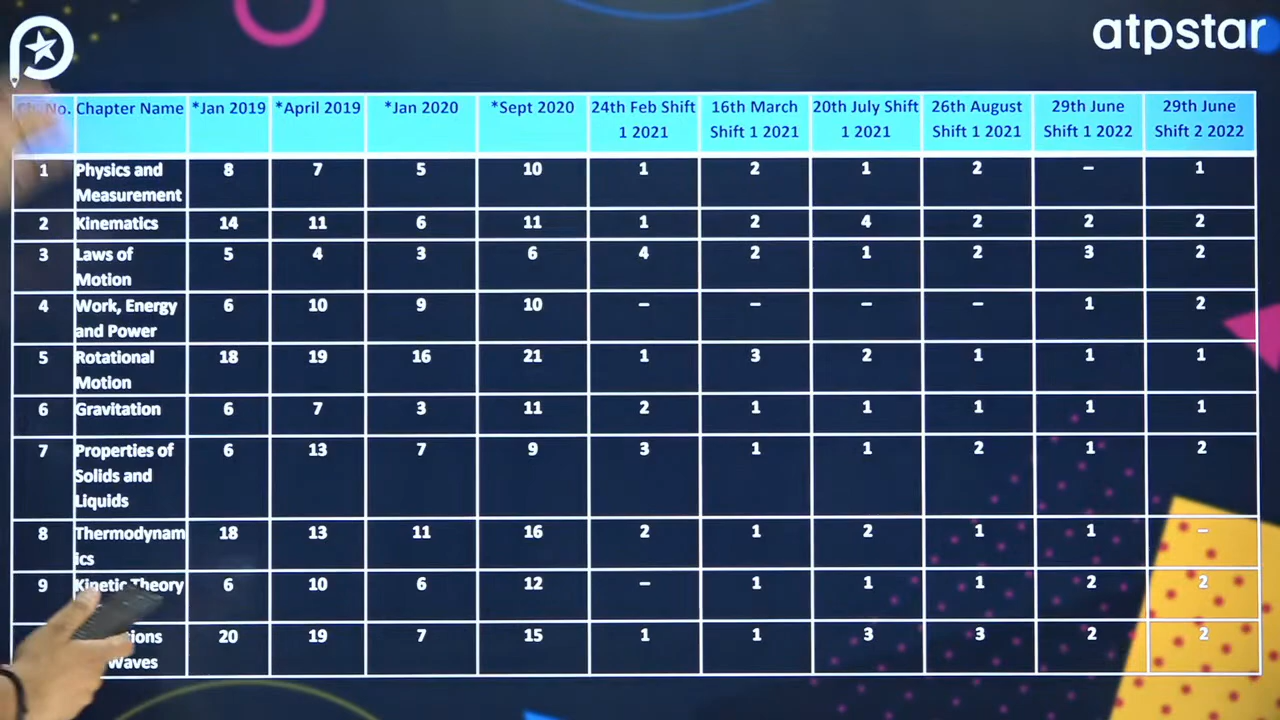 atpstar
No. Chapter Name *Jan 2019 *April 2019 *Jan 2020 *Sept 2020 24th Feb Shift 1 2021 16th March Shift 1 2021 20th July Shift 1 2021 26th August Shift 1 2021 29th June Shift 1 2022 29th June Shift 2 2022
1 Physics and Measurement 8 7 5 10 1 2 1 2 – 1
2 Kinematics 14 11 6 11 1 2 4 2 2 2
3 Laws of Motion 5 4 3 6 4 2 1 2 3 2
4 Work, Energy and Power 6 10 9 10 – – – – 1 2
5 Rotational Motion 18 19 16 21 1 3 2 1 1 1
6 Gravitation 6 7 3 11 2 1 1 1 1 1
7 Properties of Solids and Liquids 6 13 7 9 3 1 1 2 1 2
8 Thermodynamics 18 13 11 16 2 1 2 1 1 –
9 Kinetic Theory 6 10 6 12 – 1 1 1 2 2
Waves 20 19 7 15 1 1 3 3 2 2